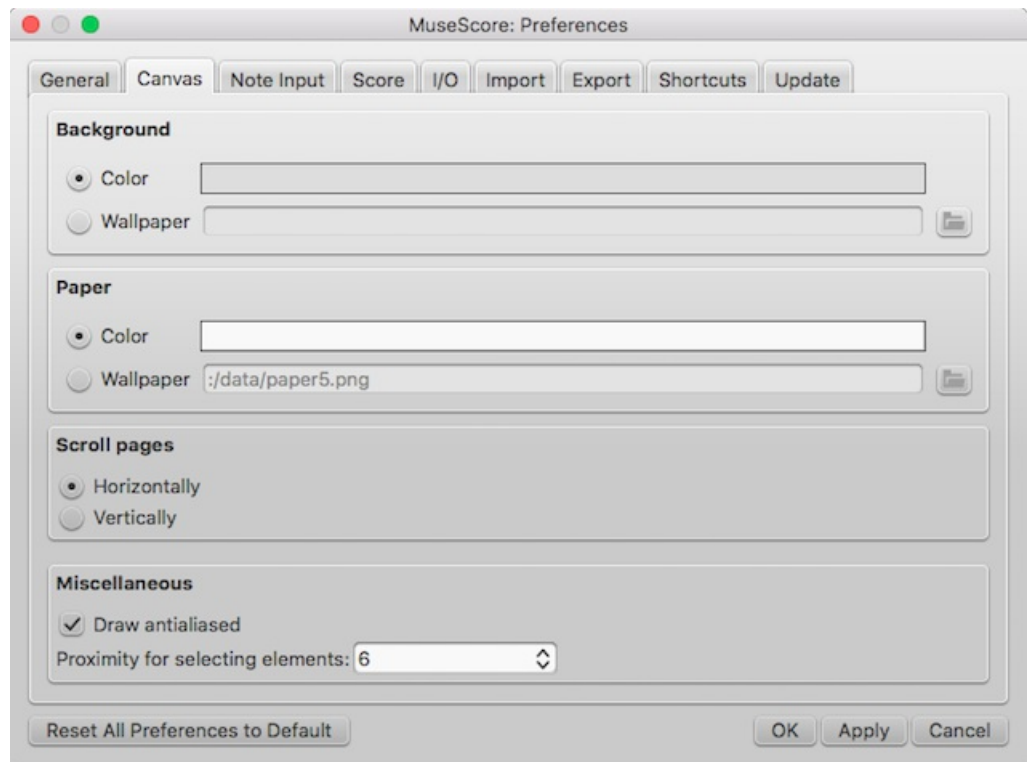 MuseScore: Preferences
General Canvas Note Input Score I/O Import Export Shortcuts Update
Background
Color
Wallpaper
Paper
Color
Wallpaper :/data/paper5.png
Scroll pages
Horizontally
Vertically
Miscellaneous
Draw antialiased
Proximity for selecting elements: 6
Reset All Preferences to Default OK Apply Cancel